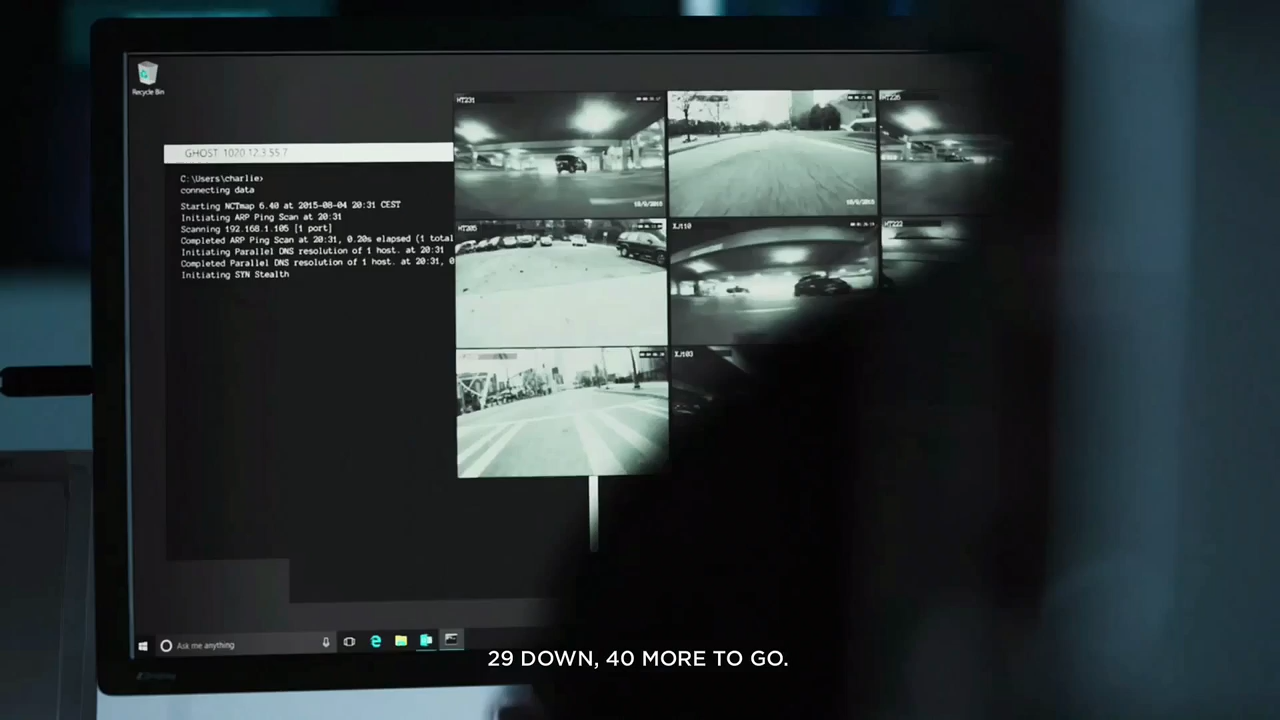 Recycle Bin
GHOST 1020 12.3.55.7
C:\Users\charlie>
connecting data
Starting NCTmap 6.40 at 2015-08-04 20:31 CEST
Initiating ARP Ping Scan at 20:31
Scanning 192.168.1.105 [1 port]
Completed ARP Ping Scan at 20:31, 0.20s elapsed (1 total
Initiating Parallel DNS resolution of 1 host. at 20:31
Completed Parallel DNS resolution of 1 host. at 20:31, 0
Initiating SYN Stealth
HT231
XJ110
HT222
XJ103
Ask me anything
29 DOWN, 40 MORE TO GO.